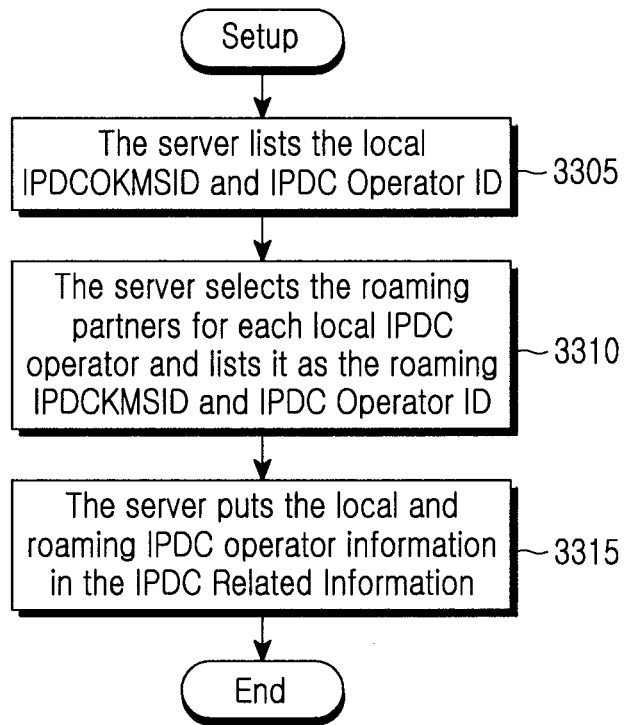 Setup
The server lists the local
IPDCOKMSID and IPDC Operator ID
3305
The server selects the roaming
partners for each local IPDC
operator and lists it as the roaming
IPDCKMSID and IPDC Operator ID
3310
The server puts the local and
roaming IPDC operator information
in the IPDC Related Information
3315
End